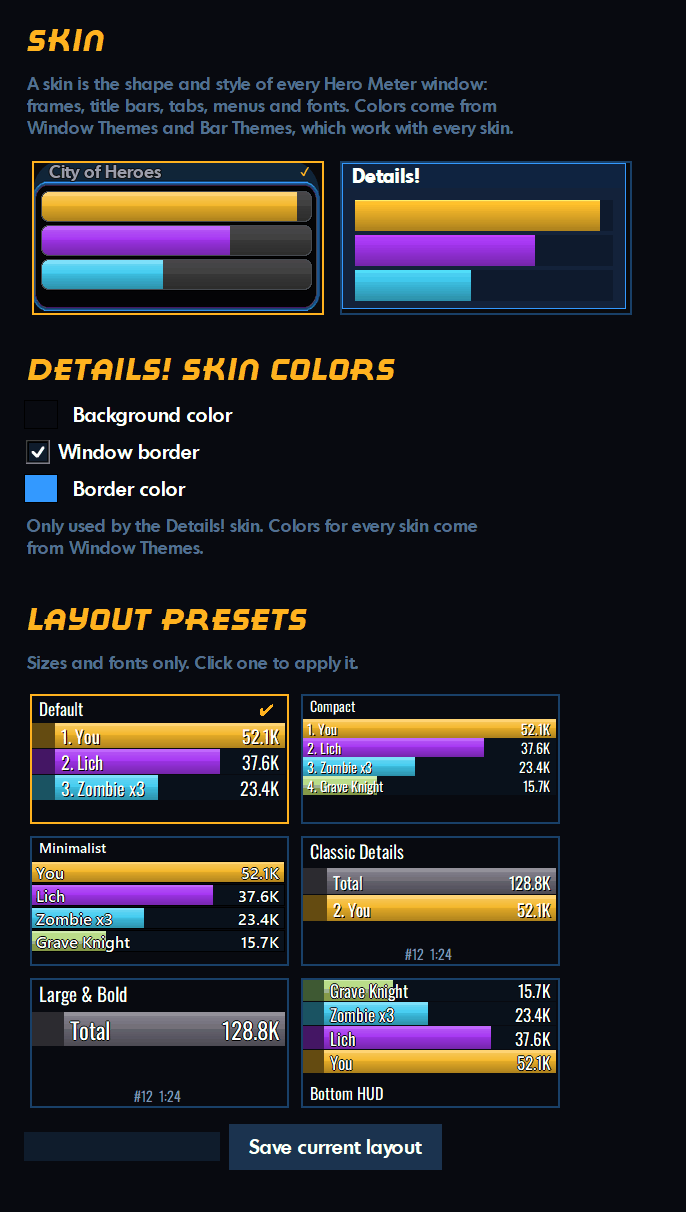 SKIN
A skin is the shape and style of every Hero Meter window:
frames, title bars, tabs, menus and fonts. Colors come from
Window Themes and Bar Themes, which work with every skin.
City of Heroes
Details!
DETAILS! SKIN COLORS
Background color
Window border
Border color
Only used by the Details! skin. Colors for every skin come
from Window Themes.
LAYOUT PRESETS
Sizes and fonts only. Click one to apply it.
Default
1. You 52.1K
2. Lich 37.6K
3. Zombie x3 23.4K
Compact
1. You 52.1K
2. Lich 37.6K
3. Zombie x3 23.4K
4. Grave Knight 15.7K
Minimalist
You 52.1K
Lich 37.6K
Zombie x3 23.4K
Grave Knight 15.7K
Classic Details
Total 128.8K
2. You 52.1K
#12 1:24
Large & Bold
Total 128.8K
#12 1:24
Grave Knight 15.7K
Zombie x3 23.4K
Lich 37.6K
You 52.1K
Bottom HUD
Save current layout